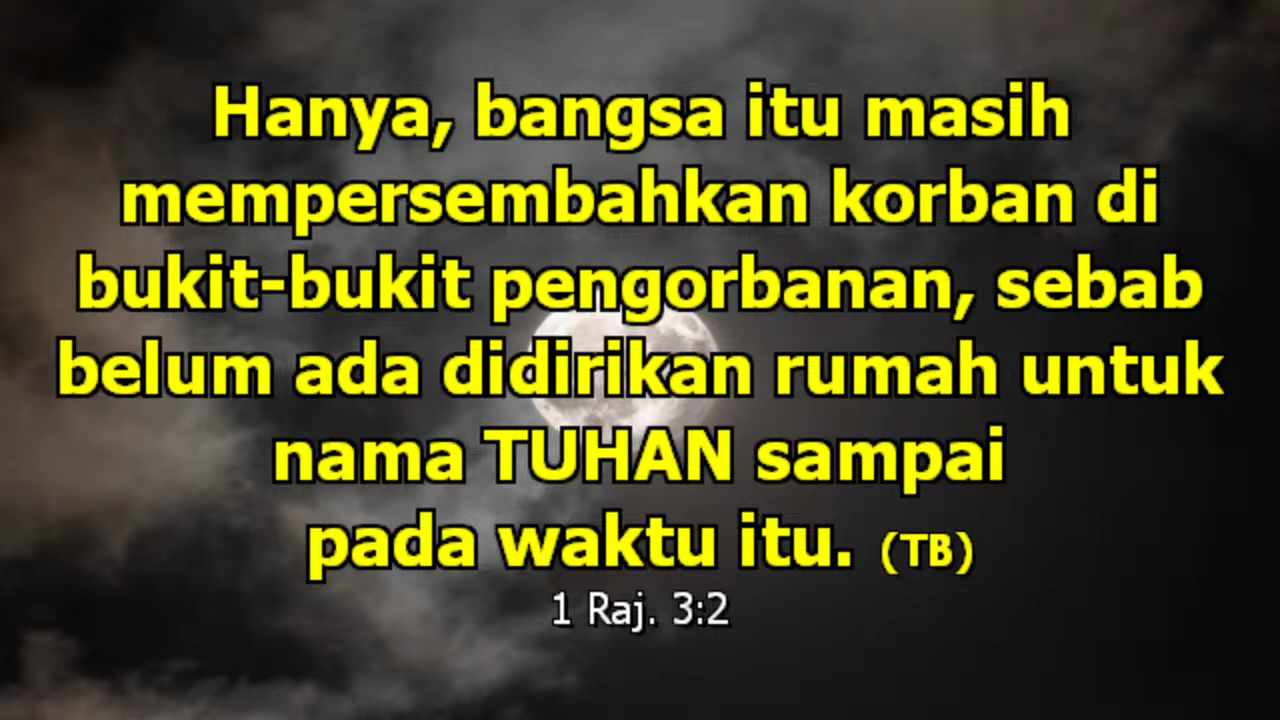 Hanya, bangsa itu masih
mempersembahkan korban di
bukit-bukit pengorbanan, sebab
belum ada didirikan rumah untuk
nama TUHAN sampai
pada waktu itu. (TB)
1 Raj. 3:2